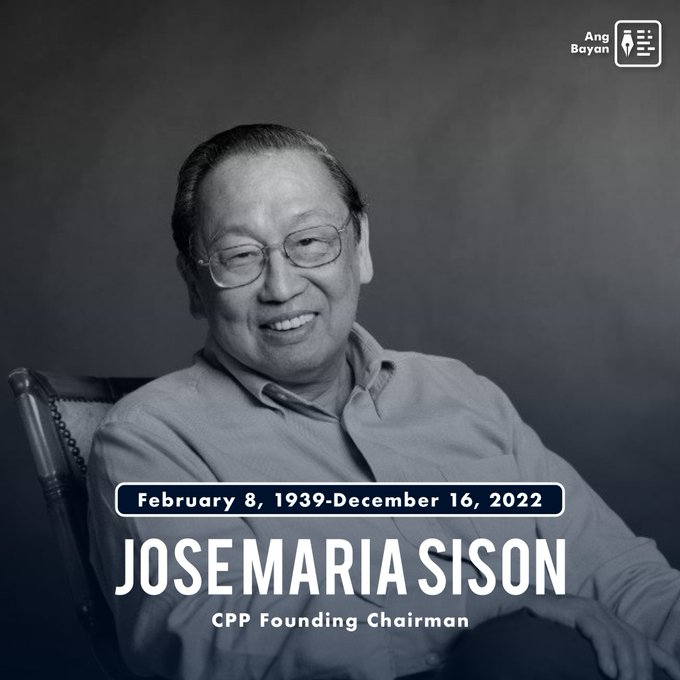 Ang
Bayan
February 8, 1939-December 16, 2022
JOSE MARIA SISON
CPP Founding Chairman